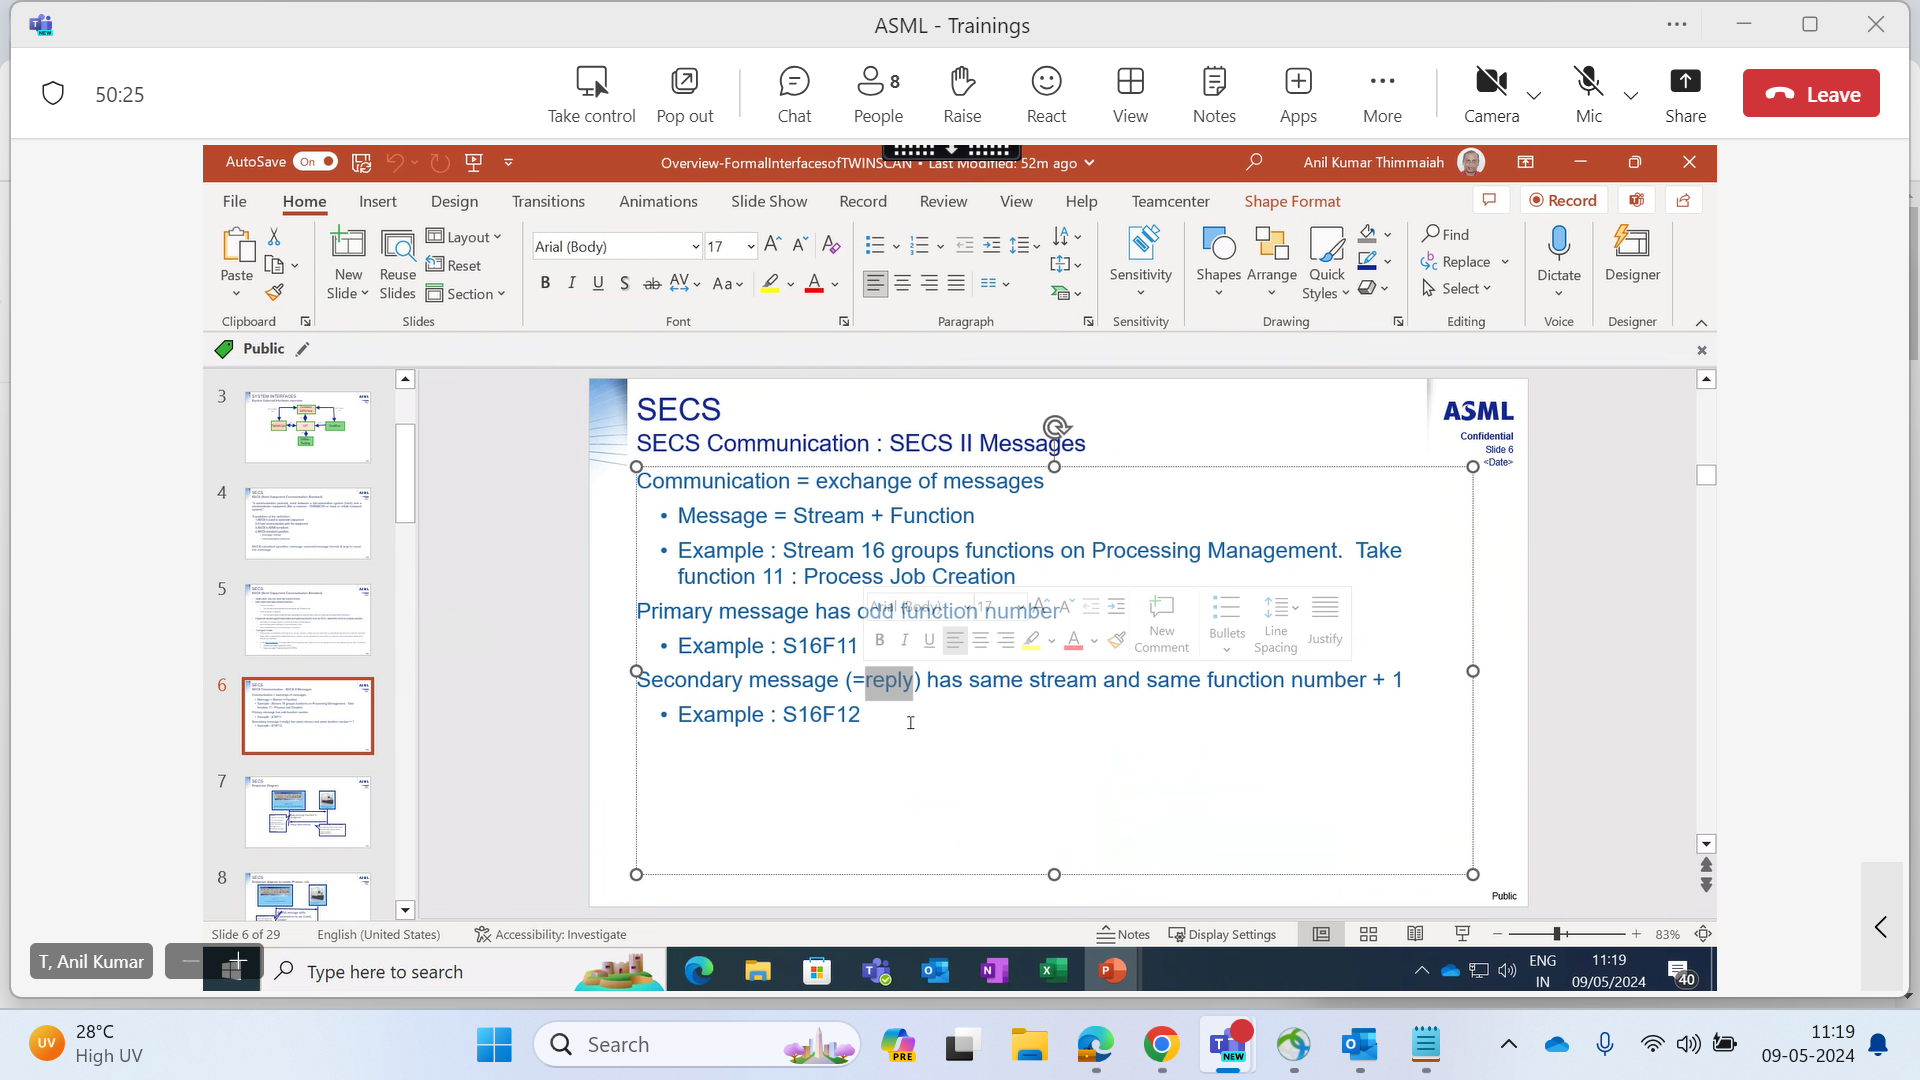 ASML - Trainings
50:25
Take control
Pop out
Chat
People
8
Raise
React
View
Notes
Apps
More
Camera
Mic
Share
Leave
AutoSave On
Overview-FormalInterfacesofTWINSCAN • Last Modified: 52m ago
Anil Kumar Thimmaiah
File
Home
Insert
Design
Transitions
Animations
Slide Show
Record
Review
View
Help
Teamcenter
Shape Format
Record
Paste
New Slide
Layout
Reset
Section
Reuse Slides
Arial (Body)
17
Sensitivity
Shapes
Arrange
Quick Styles
Find
Replace
Select
Dictate
Designer
Clipboard
Slides
Font
Paragraph
Sensitivity
Drawing
Editing
Voice
Designer
Public
3
4
5
6
7
8
SECS
SECS Communication : SECS II Messages
ASML
Confidential
Slide 6
<Date>
Communication = exchange of messages
• Message = Stream + Function
• Example : Stream 16 groups functions on Processing Management. Take
function 11 : Process Job Creation
Primary message has odd function number
• Example : S16F11
Secondary message (=reply) has same stream and same function number + 1
• Example : S16F12
Arial (Body)
17
New Comment
Bullets
Line Spacing
Justify
Public
Slide 6 of 29
English (United States)
Accessibility: Investigate
Notes
Display Settings
83%
T, Anil Kumar
Type here to search
ENG
IN
11:19
09/05/2024
40
UV
28°C
High UV
Search
PRE
NEW
11:19
09-05-2024